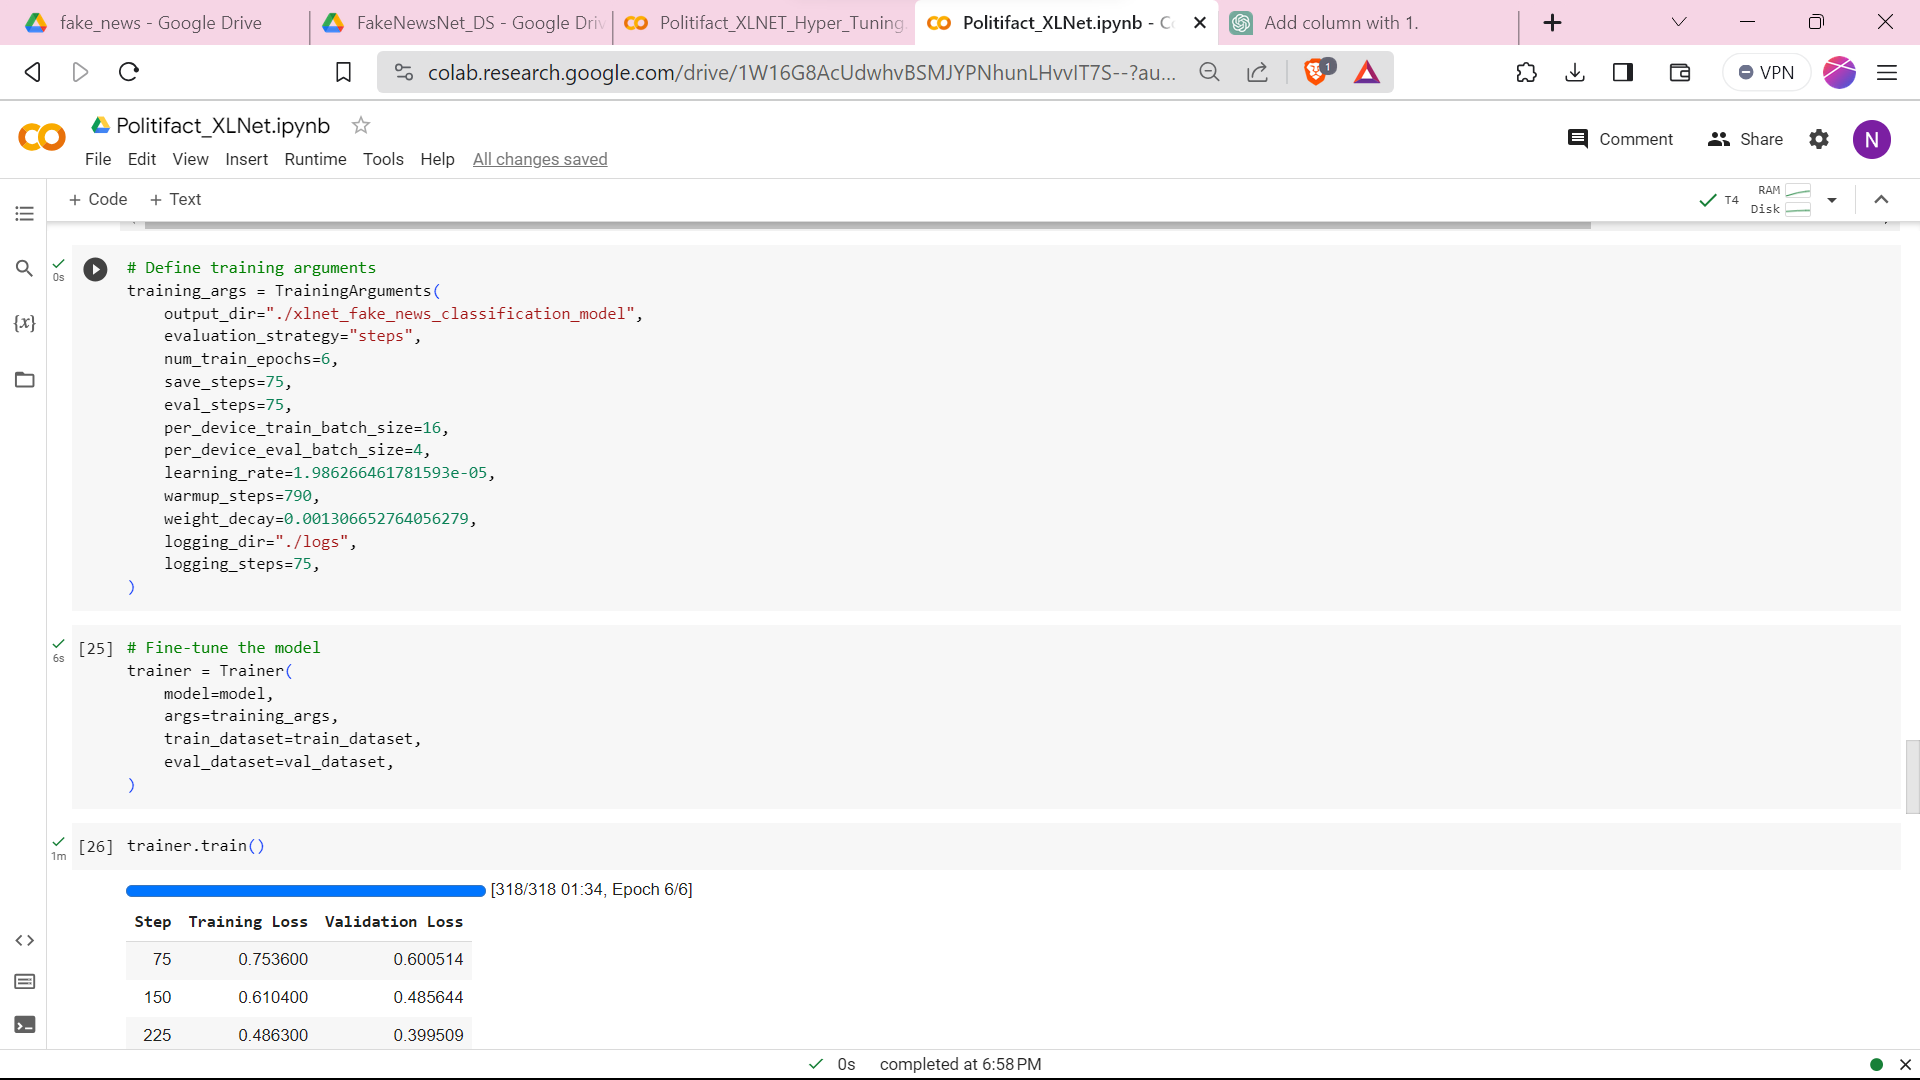 fake_news - Google Drive
FakeNewsNet_DS - Google Driv
Politifact_XLNET_Hyper_Tuning.
Politifact_XLNet.ipynb - Co
Add column with 1.
colab.research.google.com/drive/1W16G8AcUdwhvBSMJYPNhunLHvvIT7S--?au...
1
VPN
Politifact_XLNet.ipynb
Comment
Share
N
File Edit View Insert Runtime Tools Help All changes saved
+ Code + Text
T4
RAM
Disk
{x}
0s
# Define training arguments
training_args = TrainingArguments(
output_dir="./xlnet_fake_news_classification_model",
evaluation_strategy="steps",
num_train_epochs=6,
save_steps=75,
eval_steps=75,
per_device_train_batch_size=16,
per_device_eval_batch_size=4,
learning_rate=1.986266461781593e-05,
warmup_steps=790,
weight_decay=0.001306652764056279,
logging_dir="./logs",
logging_steps=75,
)
6s
[25] # Fine-tune the model
trainer = Trainer(
model=model,
args=training_args,
train_dataset=train_dataset,
eval_dataset=val_dataset,
)
1m
[26] trainer.train()
[318/318 01:34, Epoch 6/6]
Step Training Loss Validation Loss
75 0.753600 0.600514
150 0.610400 0.485644
225 0.486300 0.399509
0s completed at 6:58 PM